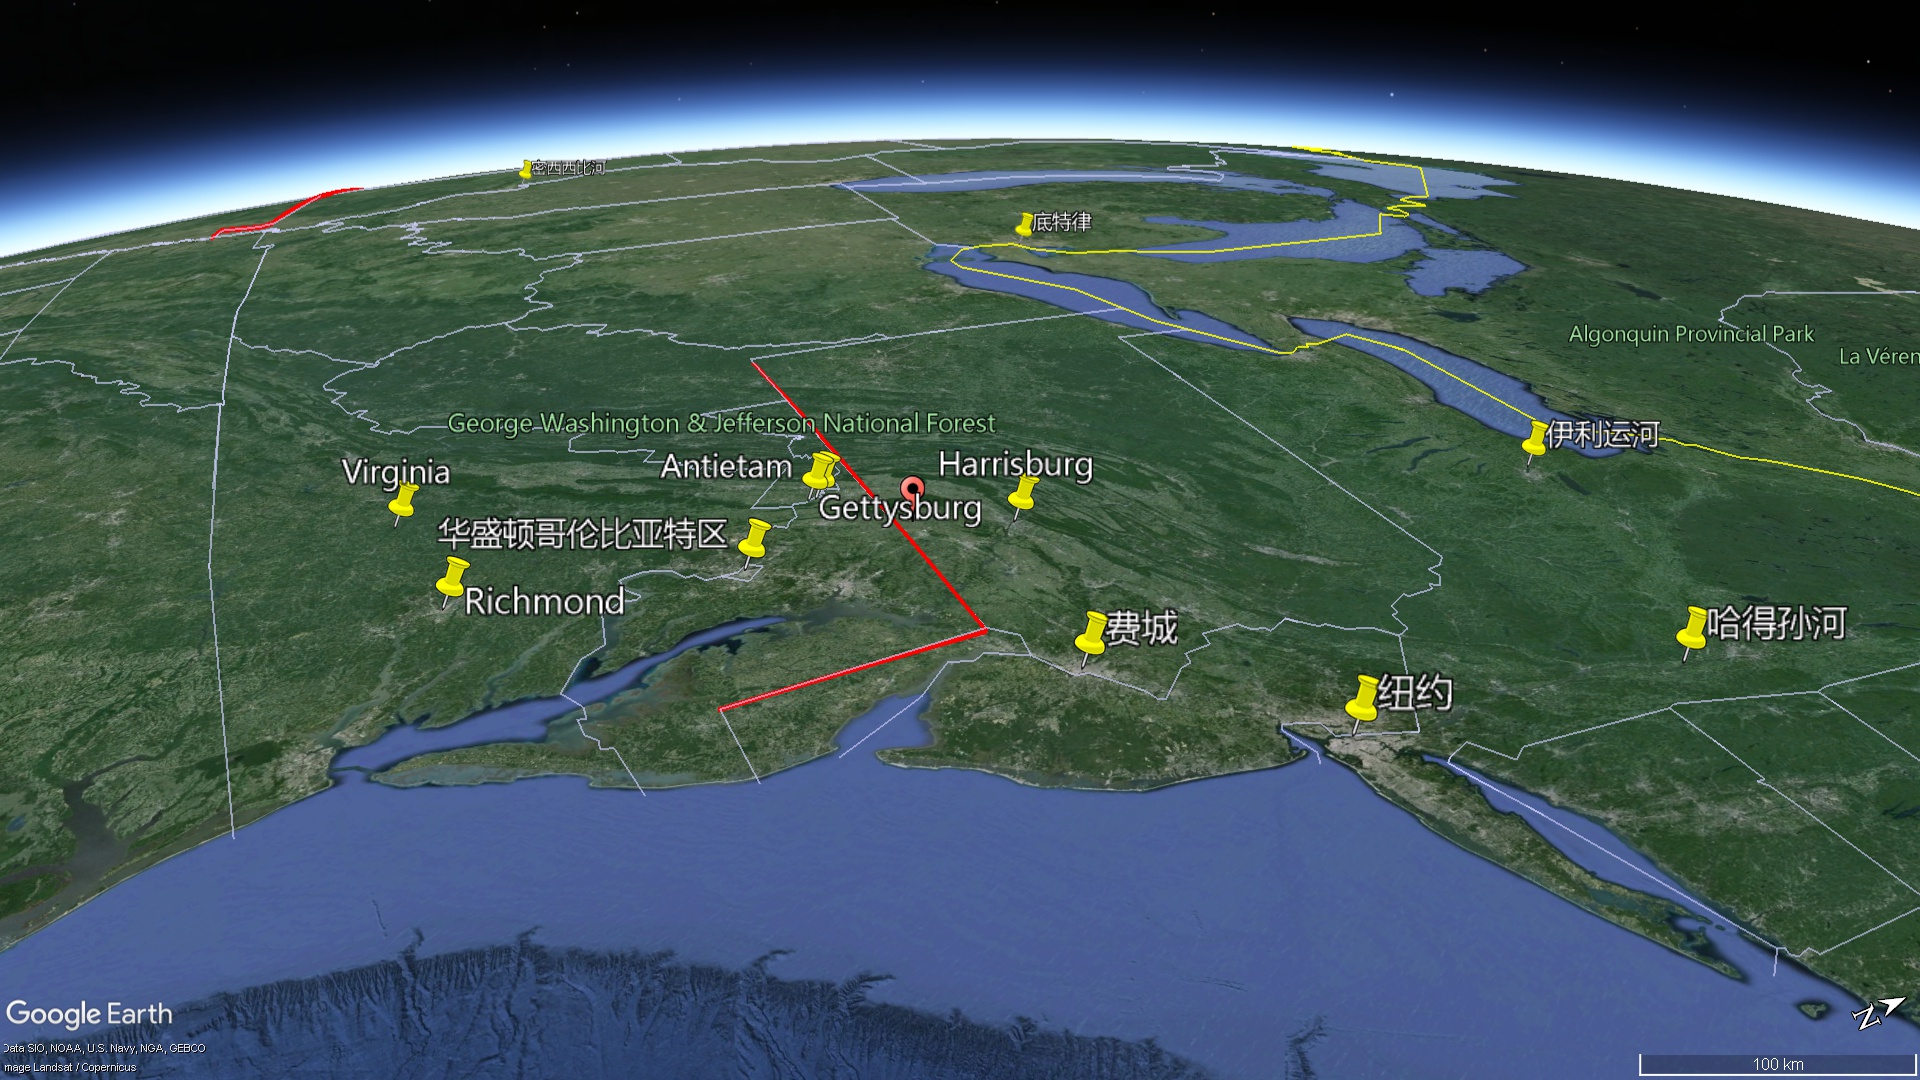 密西西比河
底特律
Algonquin Provincial Park
La Véren
George Washington & Jefferson National Forest
伊利运河
Virginia
Antietam
Harrisburg
Gettysburg
华盛顿哥伦比亚特区
Richmond
费城
哈得孙河
纽约
Google Earth
Data SIO, NOAA, U.S. Navy, NGA, GEBCO
mage Landsat / Copernicus
N
100 km